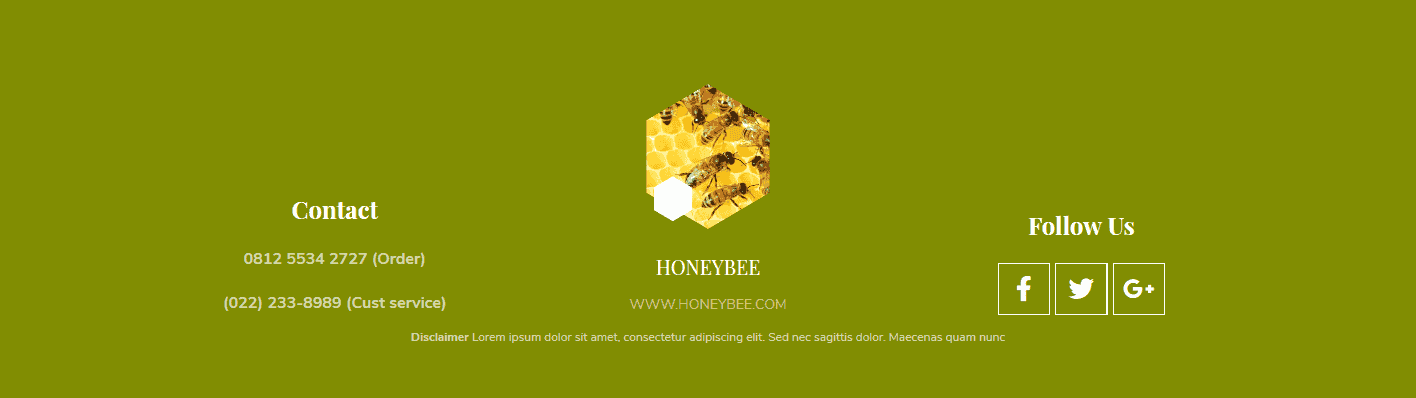 Contact
0812 5534 2727 (Order)
(022) 233-8989 (Cust service)
HONEYBEE
WWW.HONEYBEE.COM
Follow Us
Disclaimer Lorem ipsum dolor sit amet, consectetur adipiscing elit. Sed nec sagittis dolor. Maecenas quam nunc